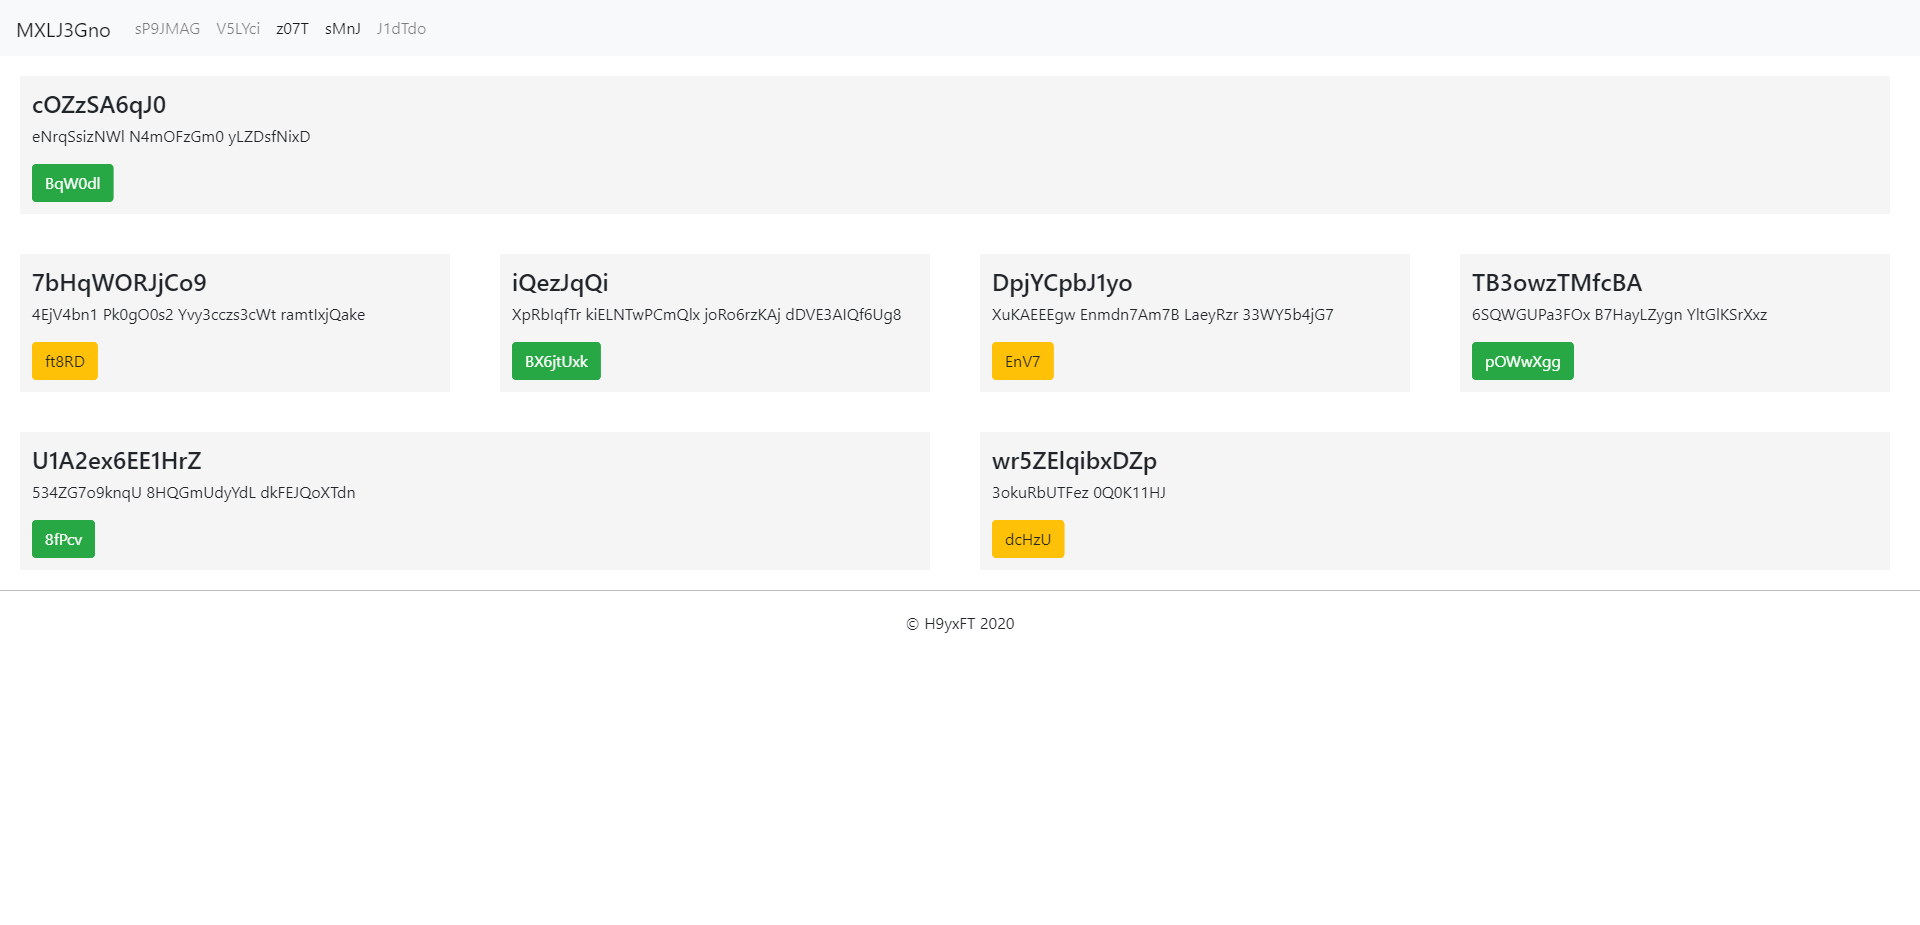 MXLJ3Gno sP9JMAG V5LYci z07T sMnJ J1dTdo
cOZzSA6qJ0
eNrqSsizNWl N4mOFzGm0 yLZDsfNixD
BqW0dl
7bHqWORJjCo9
4EjV4bn1 Pk0gO0s2 Yvy3cczs3cWt ramtIxjQake
ft8RD
iQezJqQi
XpRbIqfTr kiELNTwPCmQlx joRo6rzKAj dDVE3AIQf6Ug8
BX6jtUxk
DpjYCpbJ1yo
XuKAEEEgw Enmdn7Am7B LaeyRzr 33WY5b4jG7
EnV7
TB3owzTMfcBA
6SQWGUPa3FOx B7HayLZygn YltGlKSrXxz
pOWwXgg
U1A2ex6EE1HrZ
534ZG7o9knqU 8HQGmUdyYdL dkFEJQoXTdn
8fPcv
wr5ZElqibxDZp
3okuRbUTFez 0Q0K11HJ
dcHzU
© H9yxFT 2020